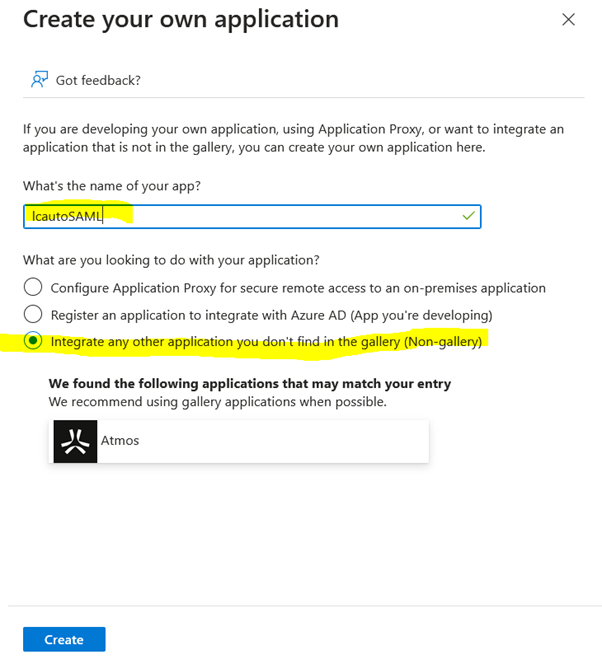 Create your own application
Got feedback?
If you are developing your own application, using Application Proxy, or want to integrate an
application that is not in the gallery, you can create your own application here.
What's the name of your app?
lcautoSAML
What are you looking to do with your application?
Configure Application Proxy for secure remote access to an on-premises application
Register an application to integrate with Azure AD (App you're developing)
Integrate any other application you don't find in the gallery (Non-gallery)
We found the following applications that may match your entry
We recommend using gallery applications when possible.
Atmos
Create